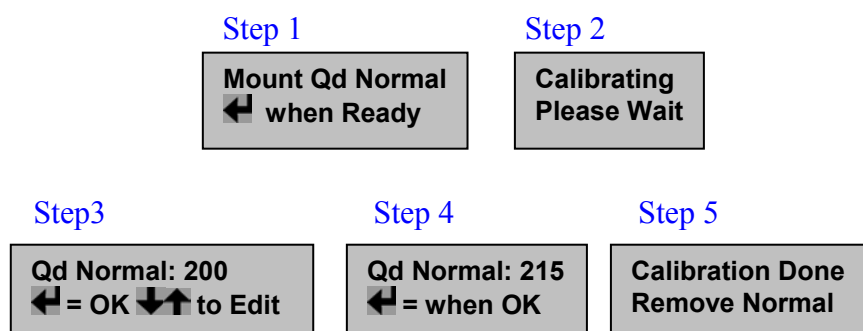 Step 1
Mount Qd Normal
↵ when Ready
Step 2
Calibrating
Please Wait
Step3
Qd Normal: 200
↵ = OK ↓↑ to Edit
Step 4
Qd Normal: 215
↵ = when OK
Step 5
Calibration Done
Remove Normal